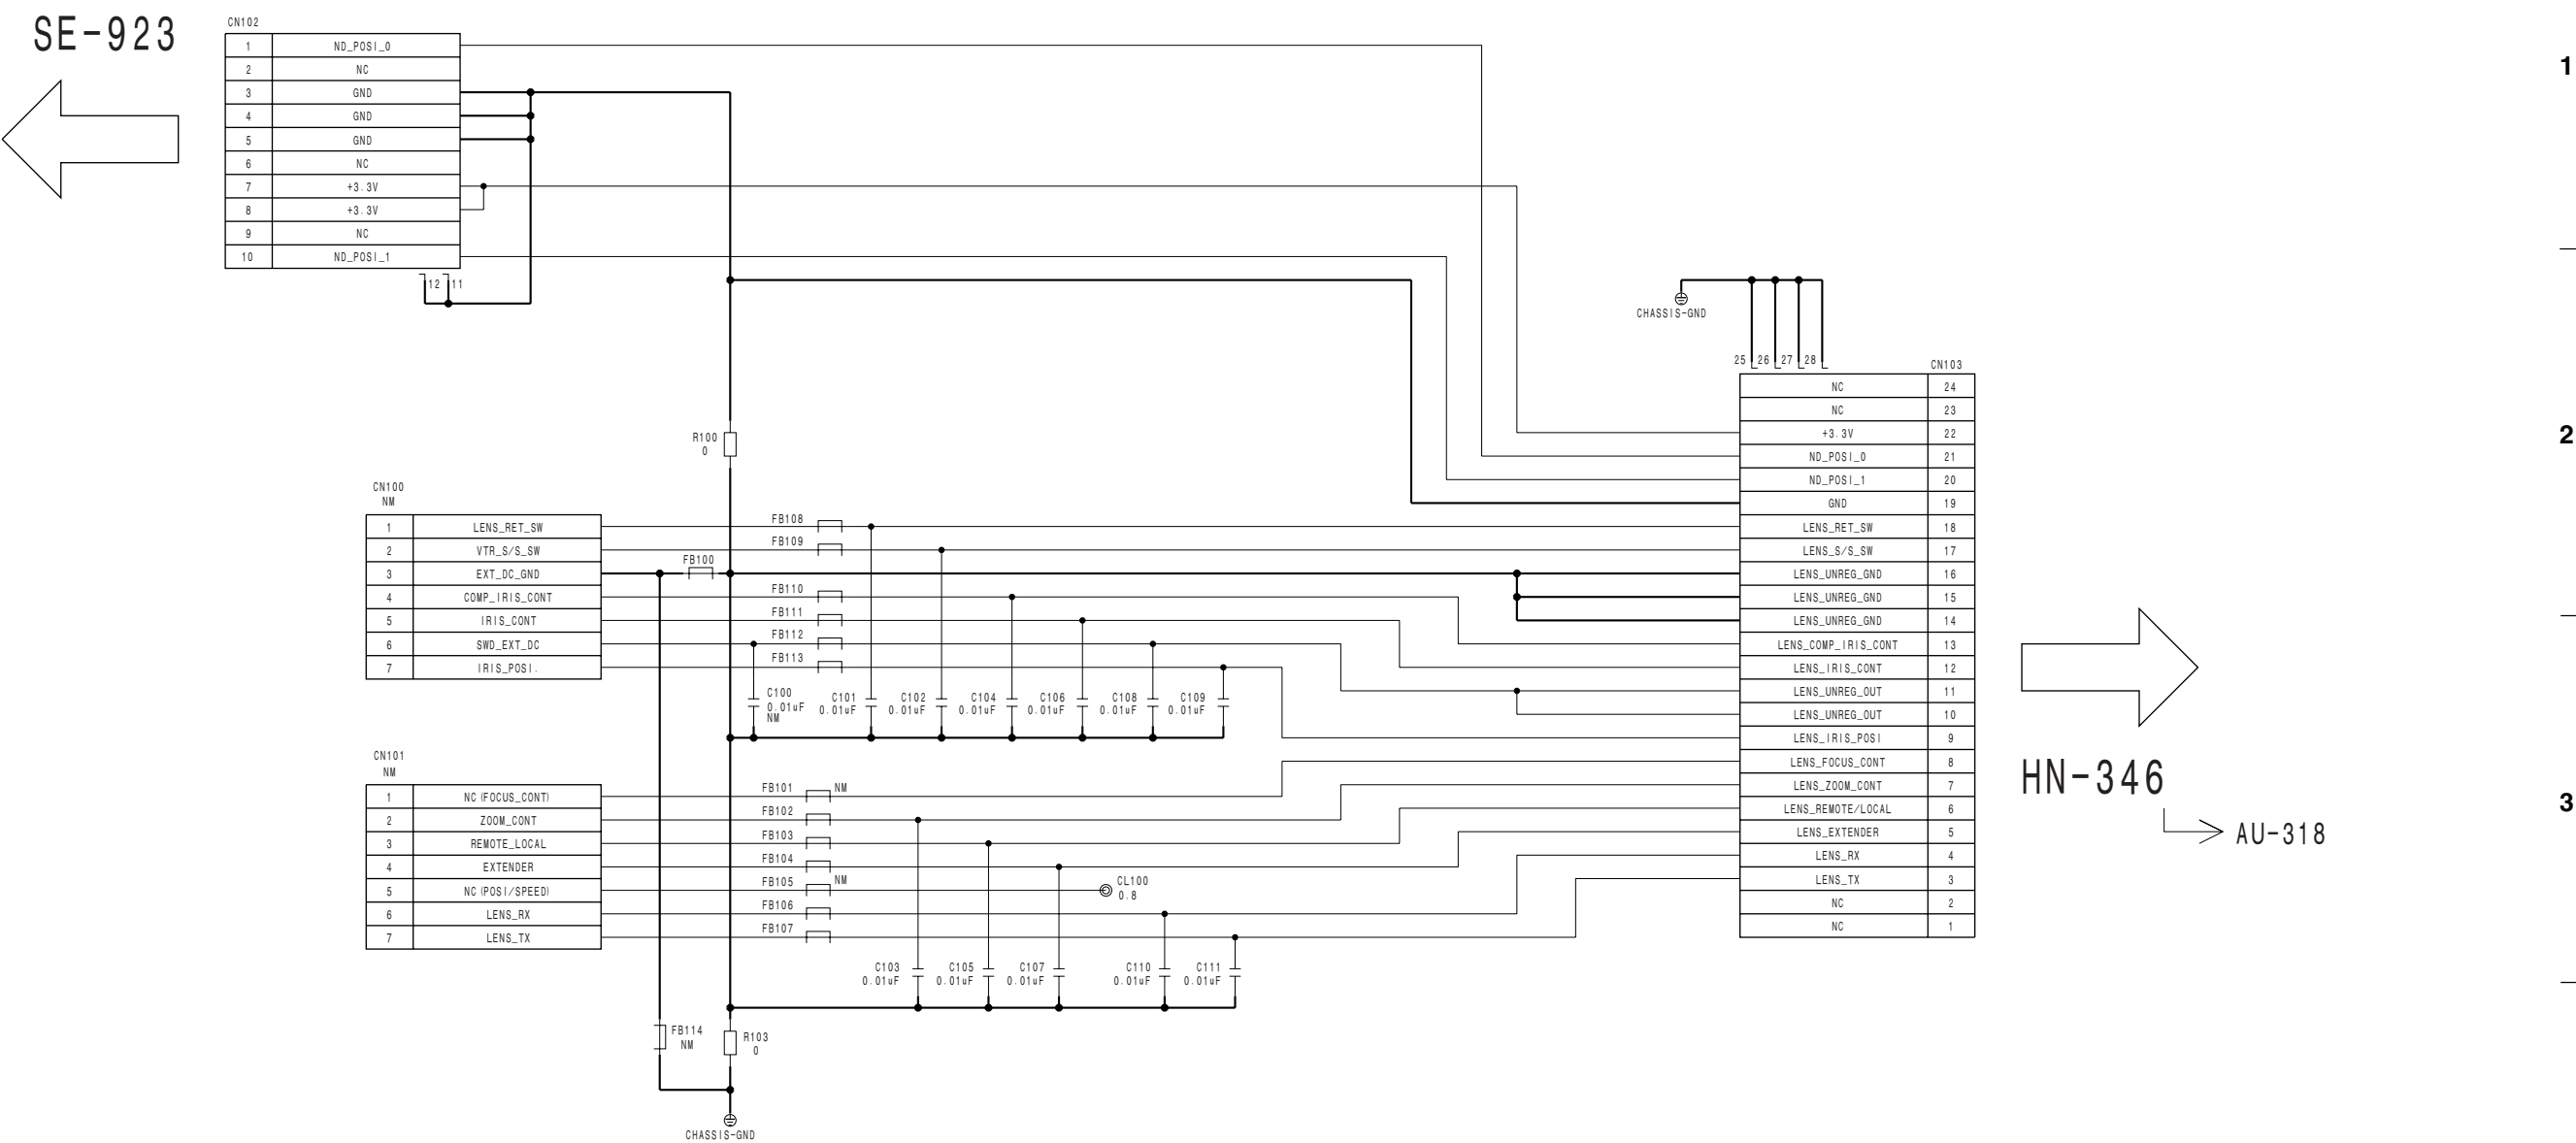 SE-923
CN102
1 ND_POSI_0
2 NC
3 GND
4 GND
5 GND
6 NC
7 +3.3V
8 +3.3V
9 NC
10 ND_POSI_1
12 11
R100
0
CN100
NM
1 LENS_RET_SW
2 VTR_S/S_SW
3 EXT_DC_GND
4 COMP_IRIS_CONT
5 IRIS_CONT
6 SWD_EXT_DC
7 IRIS_POSI.
FB108
FB109
FB100
FB110
FB111
FB112
FB113
C100
0.01uF
NM
C101
0.01uF
C102
0.01uF
C104
0.01uF
C106
0.01uF
C108
0.01uF
C109
0.01uF
CN101
NM
1 NC(FOCUS_CONT)
2 ZOOM_CONT
3 REMOTE_LOCAL
4 EXTENDER
5 NC(POSI/SPEED)
6 LENS_RX
7 LENS_TX
FB101 NM
FB102
FB103
FB104
FB105 NM
FB106
FB107
CL100
0.8
C103
0.01uF
C105
0.01uF
C107
0.01uF
C110
0.01uF
C111
0.01uF
FB114
NM
R103
0
CHASSIS-GND
CHASSIS-GND
25 26 27 28
CN103
NC 24
NC 23
+3.3V 22
ND_POSI_0 21
ND_POSI_1 20
GND 19
LENS_RET_SW 18
LENS_S/S_SW 17
LENS_UNREG_GND 16
LENS_UNREG_GND 15
LENS_UNREG_GND 14
LENS_COMP_IRIS_CONT 13
LENS_IRIS_CONT 12
LENS_UNREG_OUT 11
LENS_UNREG_OUT 10
LENS_IRIS_POSI 9
LENS_FOCUS_CONT 8
LENS_ZOOM_CONT 7
LENS_REMOTE/LOCAL 6
LENS_EXTENDER 5
LENS_RX 4
LENS_TX 3
NC 2
NC 1
HN-346
AU-318
1
2
3